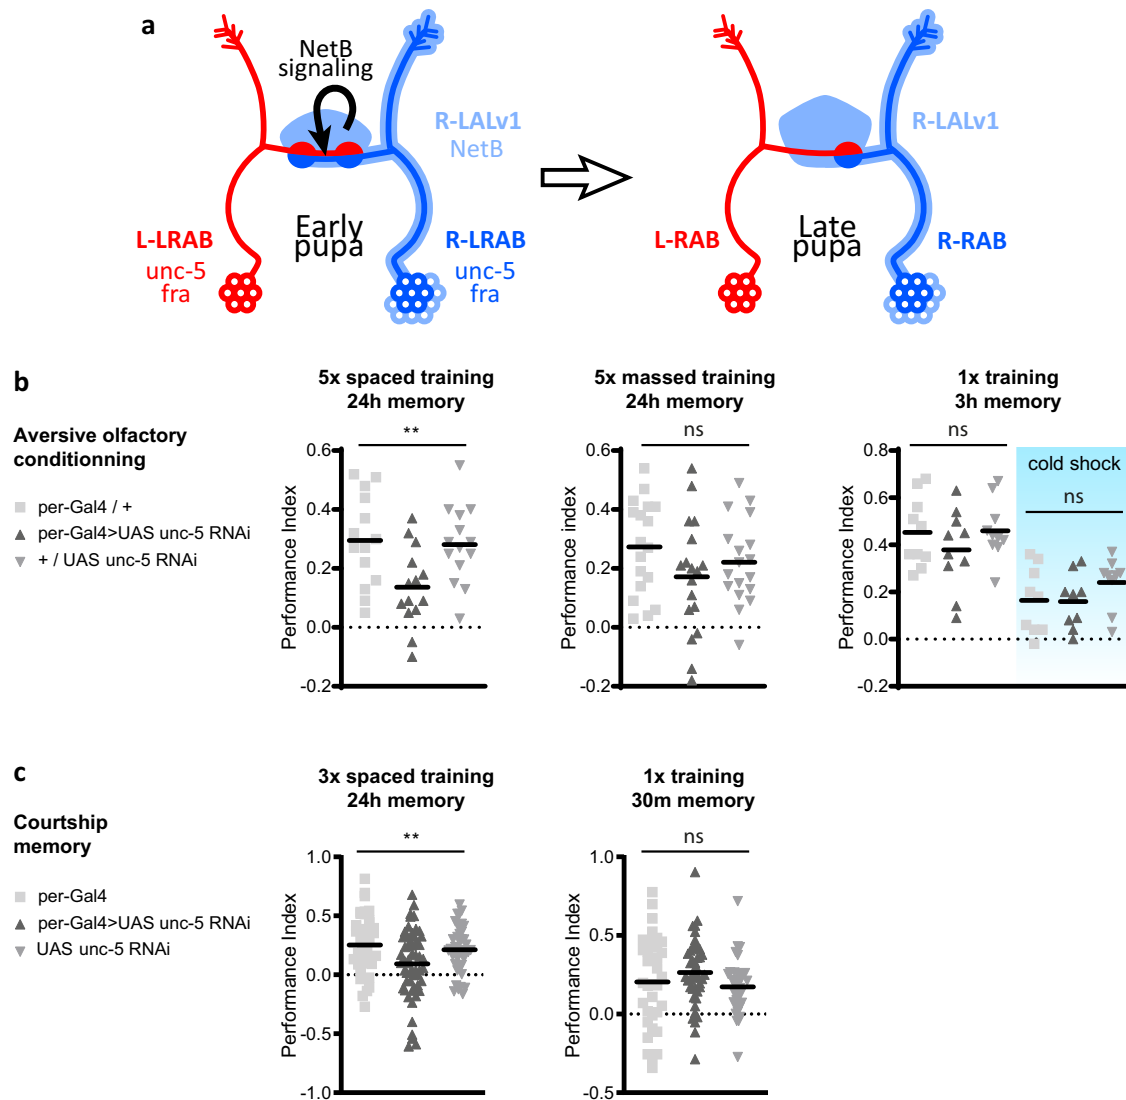 a
NetB
signaling
R-LALv1
NetB
Early
pupa
L-LRAB
unc-5
fra
R-LRAB
unc-5
fra
R-LALv1
Late
pupa
L-RAB
R-RAB
b
Aversive olfactory
conditionning
per-Gal4 / +
per-Gal4>UAS unc-5 RNAi
+ / UAS unc-5 RNAi
5x spaced training
24h memory
**
Performance Index
0.6
0.4
0.2
0.0
-0.2
5x massed training
24h memory
ns
Performance Index
0.6
0.4
0.2
0.0
-0.2
1x training
3h memory
ns
cold shock
ns
Performance Index
0.8
0.6
0.4
0.2
0.0
-0.2
c
Courtship
memory
per-Gal4
per-Gal4>UAS unc-5 RNAi
UAS unc-5 RNAi
3x spaced training
24h memory
**
Performance Index
1.0
0.5
0.0
-0.5
-1.0
1x training
30m memory
ns
Performance Index
1.0
0.5
0.0
-0.5